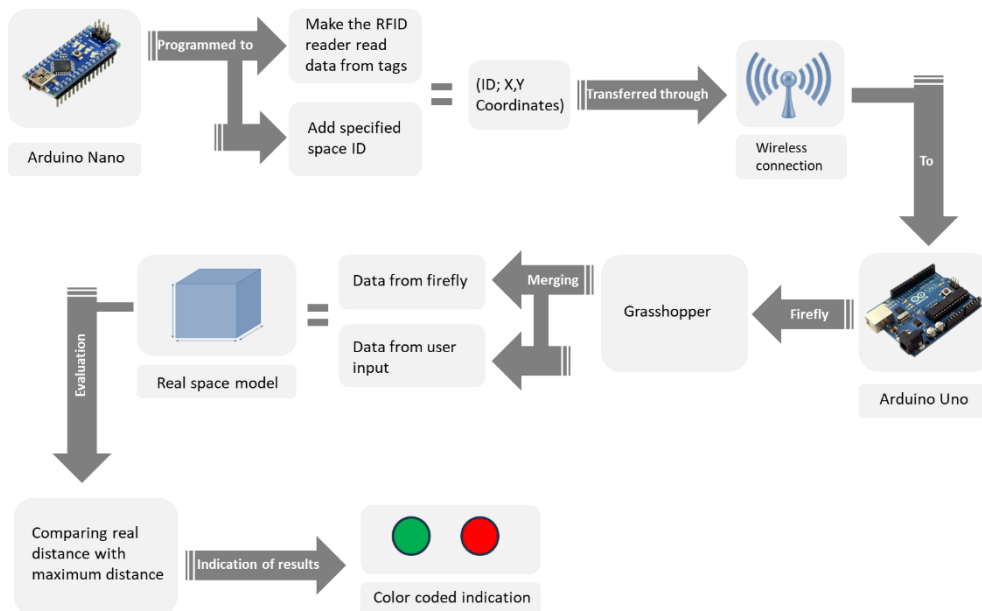 Programmed to
Make the RFID
reader read
data from tags
Add specified
space ID
Arduino Nano
(ID; X,Y
Coordinates)
Transferred through
Wireless
connection
To
Arduino Uno
Firefly
Grasshopper
Merging
Data from firefly
Data from user
input
Real space model
Evaluation
Comparing real
distance with
maximum distance
Indication of results
Color coded indication